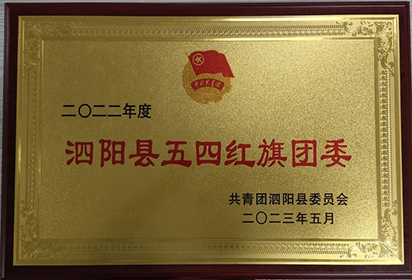 二〇二二年度
泗阳县五四红旗团委
共青团泗阳县委员会
二〇二三年五月